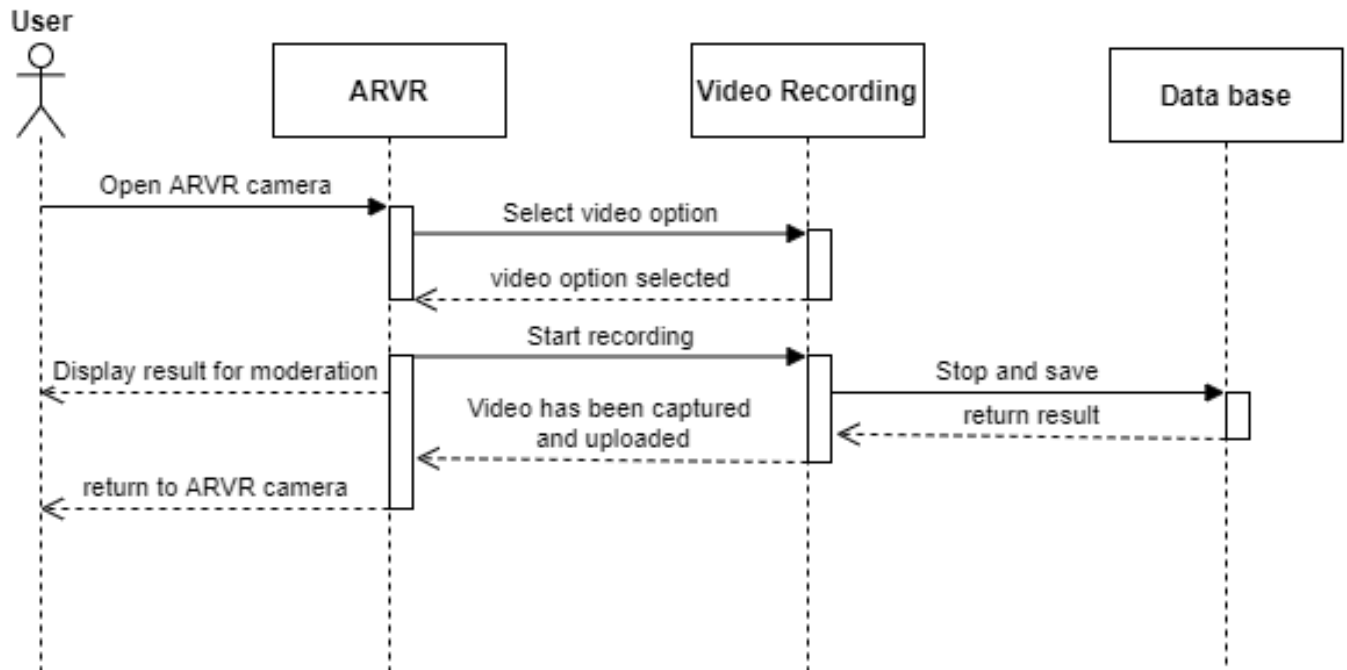 User
ARVR
Video Recording
Data base
Open ARVR camera
Select video option
video option selected
Start recording
Display result for moderation
Stop and save
Video has been captured
and uploaded
return result
return to ARVR camera